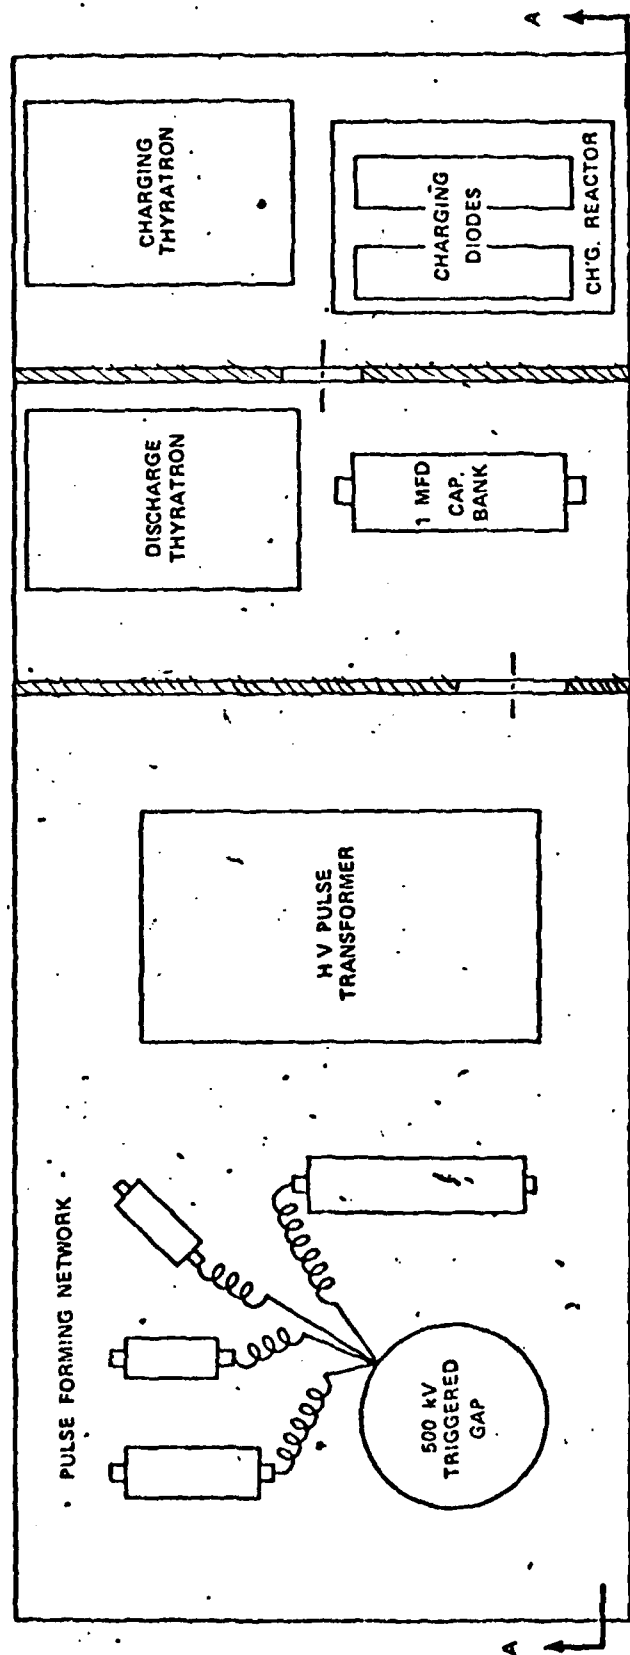 PULSE FORMING NETWORK
500 kV
TRIGGERED
GAP
H V PULSE
TRANSFORMER
DISCHARGE
THYRATRON
1 MFD
CAP.
BANK
CHARGING
THYRATRON
CHARGING
DIODES
CH'G. REACTOR
A
A